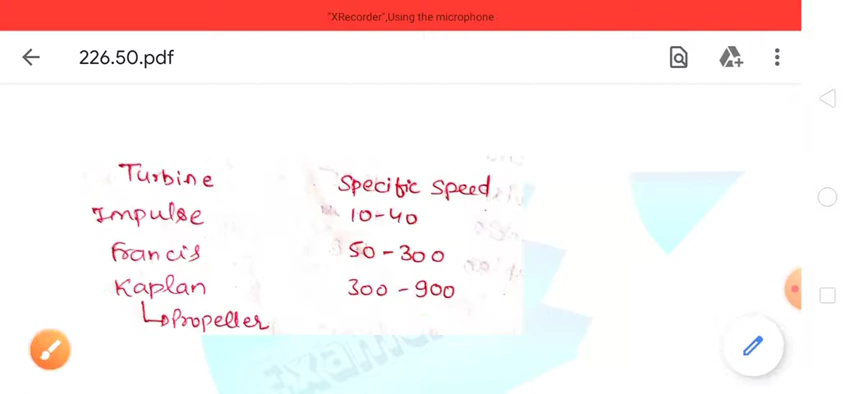 "XRecorder",Using the microphone
226.50.pdf
Turbine Specific Speed
Impulse 10-40
Francis 50-300
Kaplan 300-900
Propeller